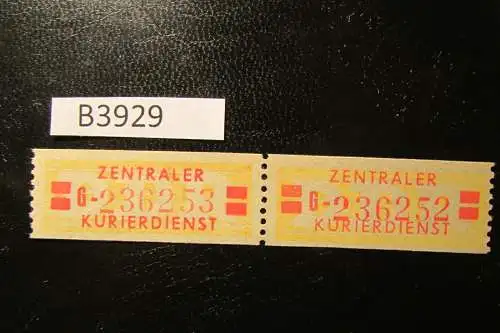 B3929
ZENTRALER
G-236253
KURIERDIENST
ZENTRALER
G-236252
KURIERDIENST